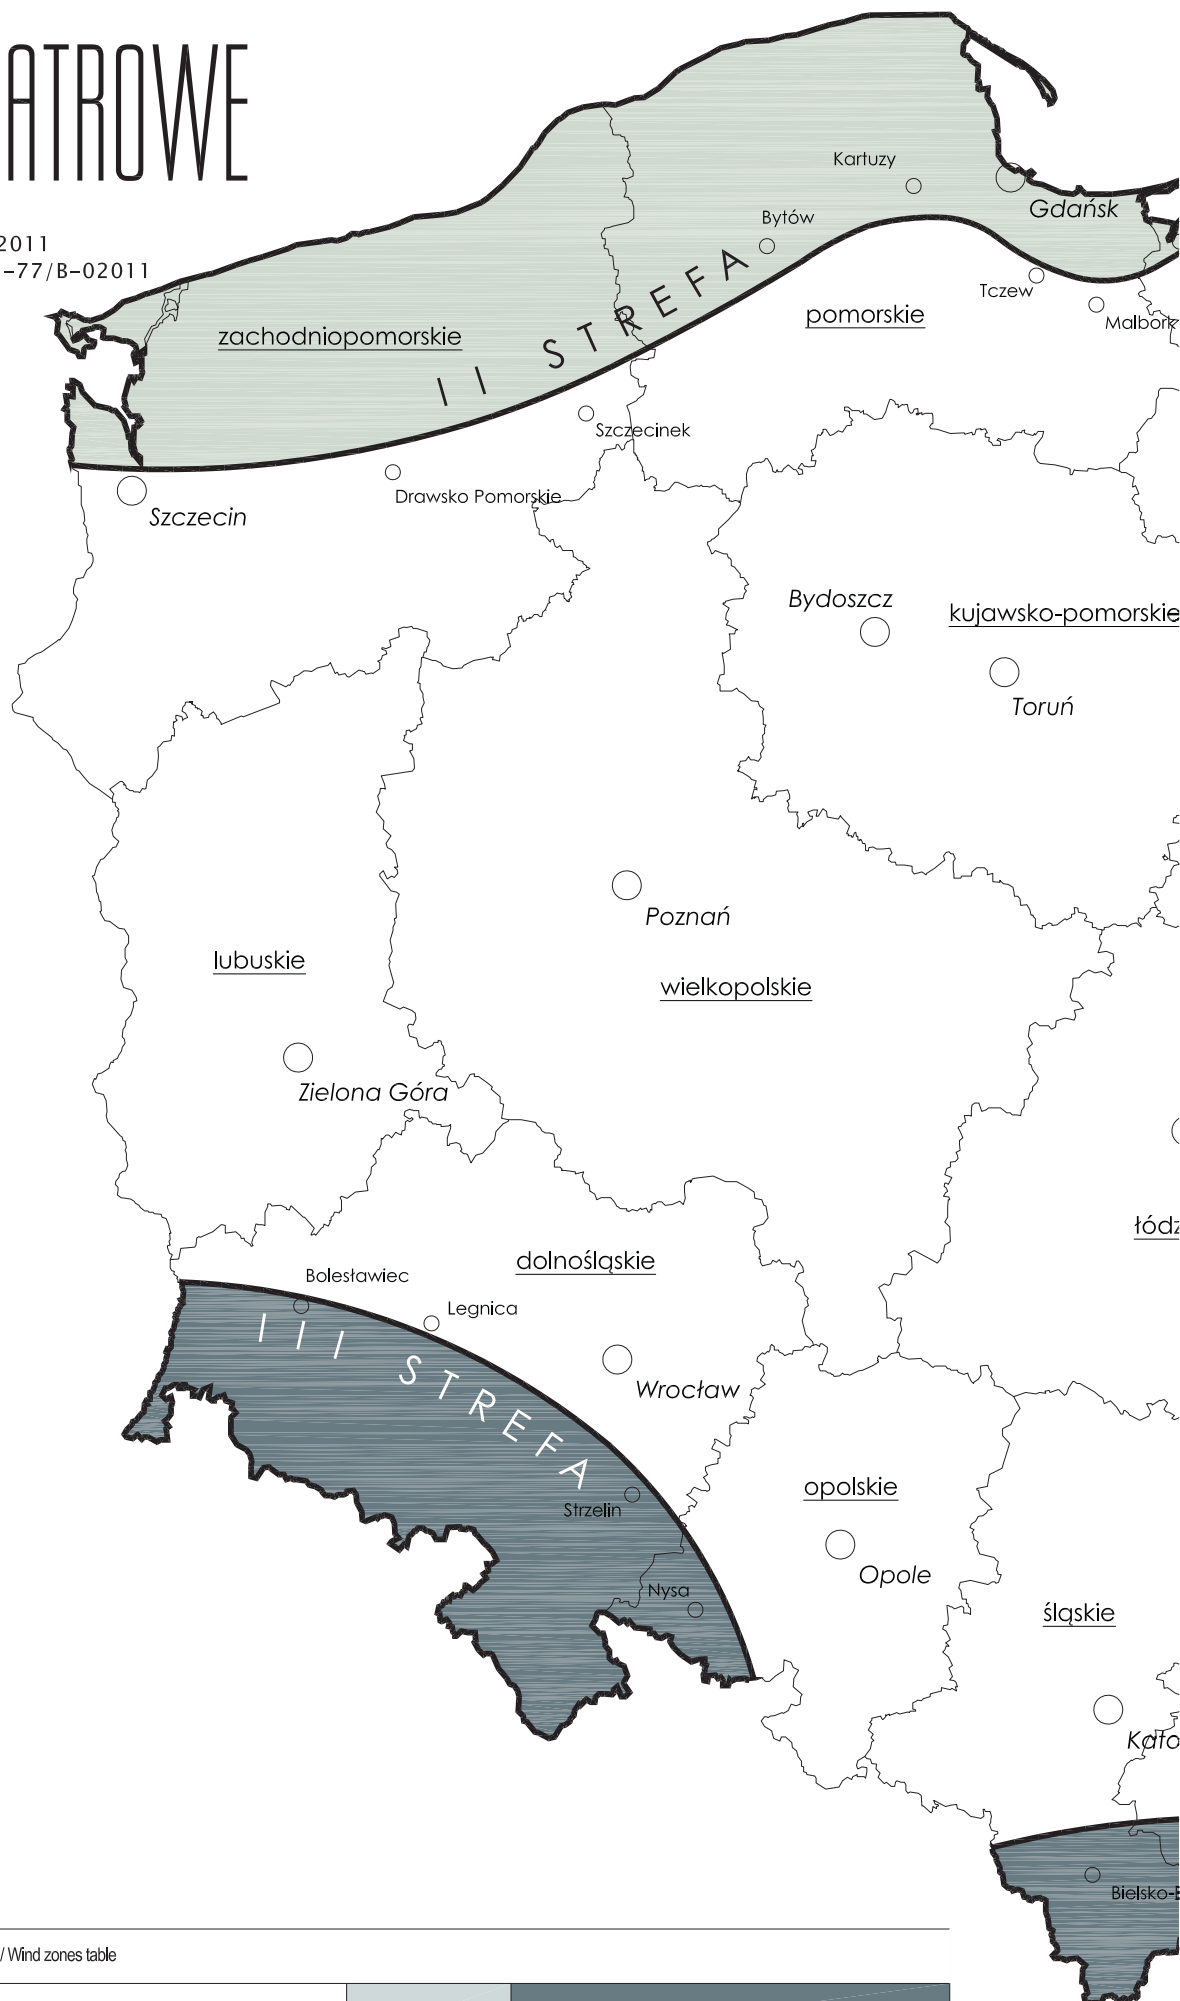 ATROWE
2011
-77/B-02011
Kartuzy
Gdańsk
Bytów
Tczew
pomorskie
Malbork
zachodniopomorskie
II STREFA
Szczecinek
Drawsko Pomorskie
Szczecin
Bydoszcz
kujawsko-pomorskie
Toruń
Poznań
lubuskie
wielkopolskie
Zielona Góra
łódz
dolnośląskie
Bolesławiec
Legnica
III STREFA
Wrocław
opolskie
Strzelin
Opole
Nysa
śląskie
Kato
Bielsko-B
/ Wind zones table